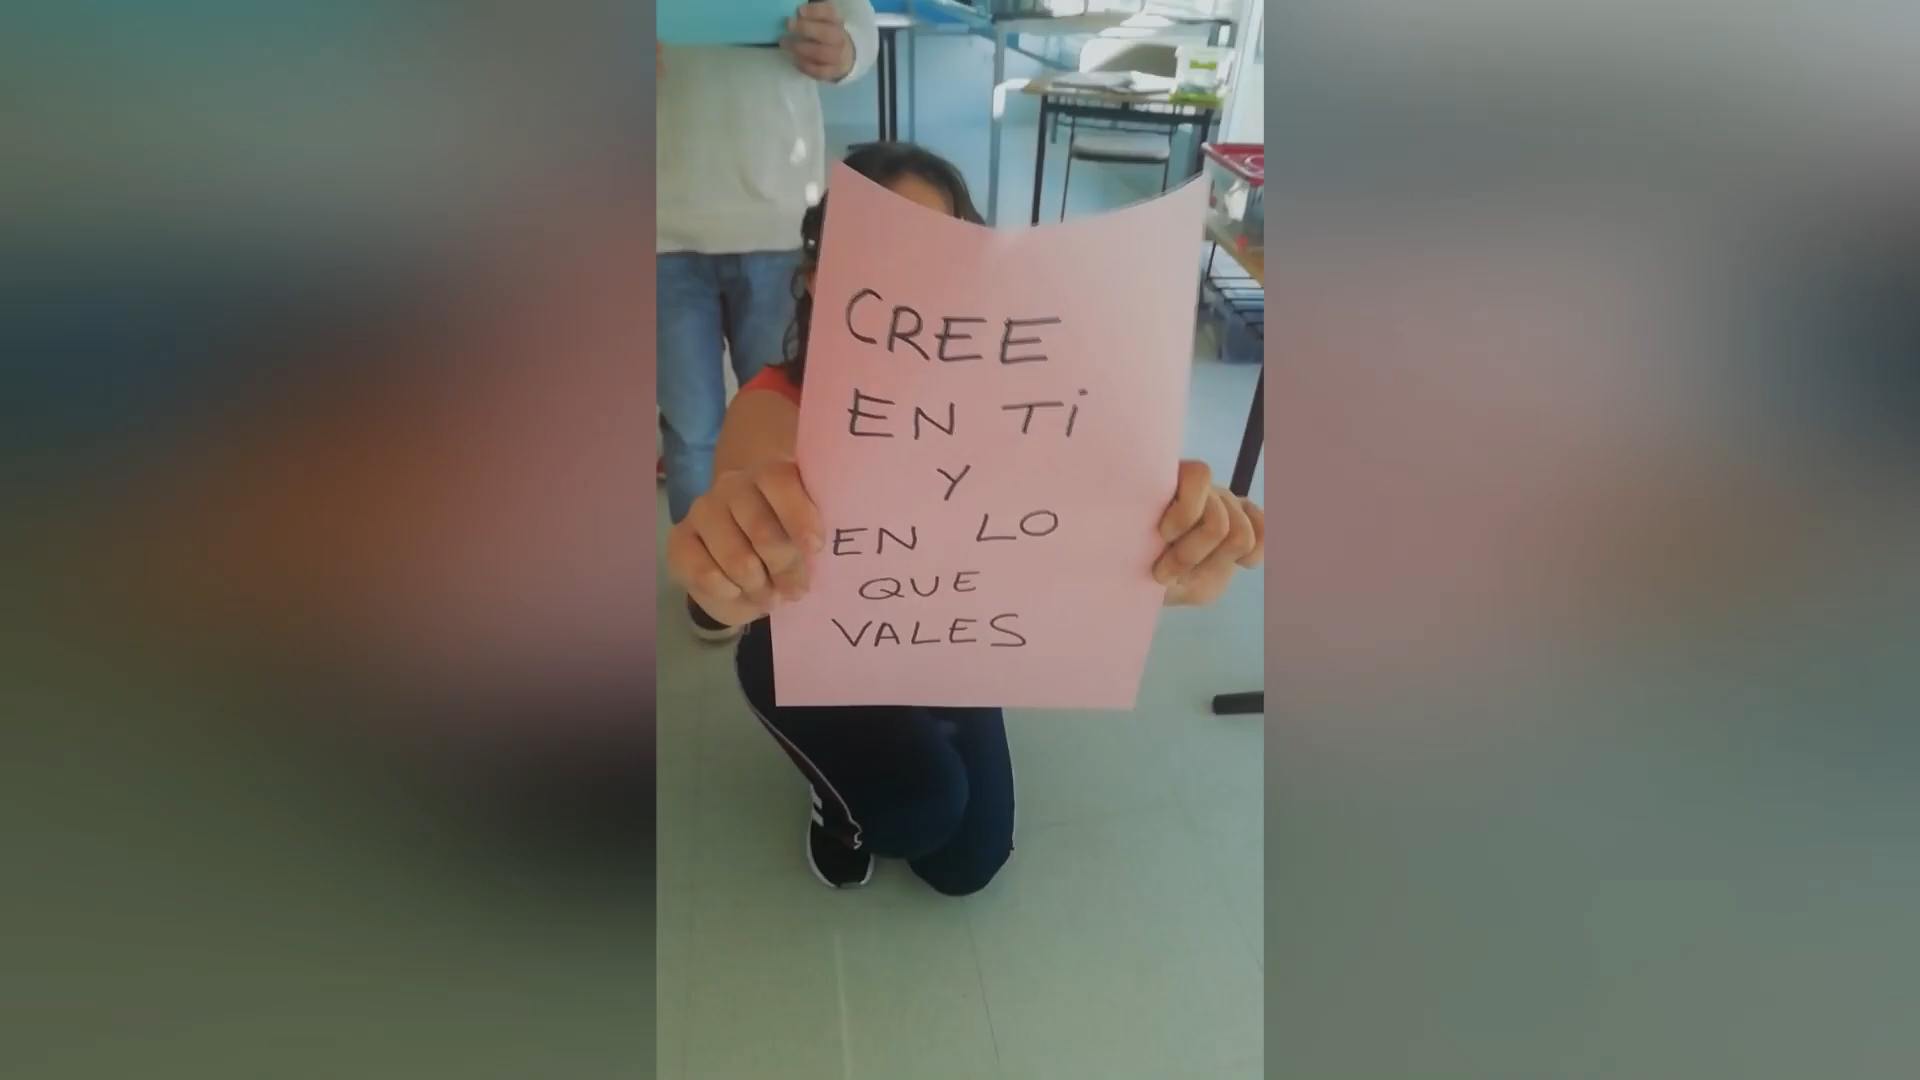 CREE
EN Ti
Y
EN LO
QUE
VALES